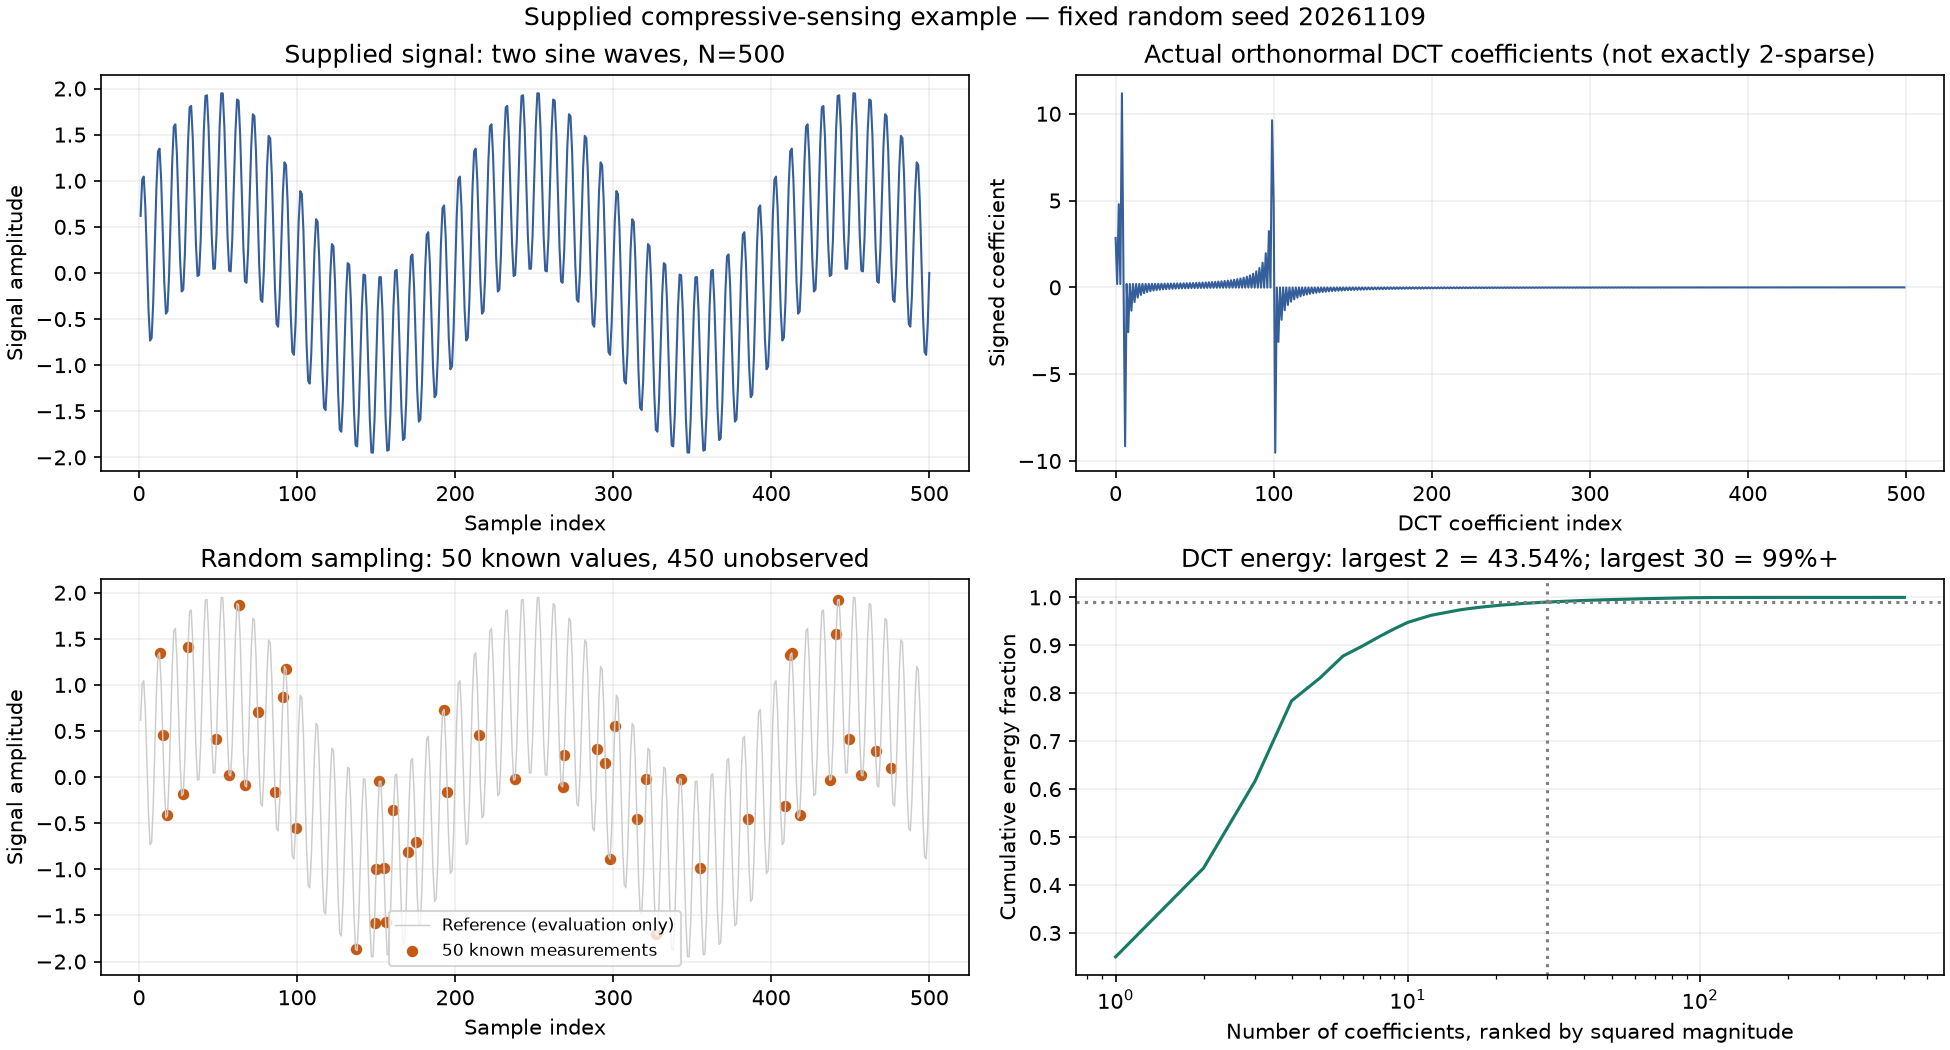 Supplied compressive-sensing example — fixed random seed 20261109
Supplied signal: two sine waves, N=500
Signal amplitude
2.0
1.5
1.0
0.5
0.0
−0.5
−1.0
−1.5
−2.0
0 100 200 300 400 500
Sample index
Actual orthonormal DCT coefficients (not exactly 2-sparse)
Signed coefficient
10
5
0
−5
−10
0 100 200 300 400 500
DCT coefficient index
Random sampling: 50 known values, 450 unobserved
Signal amplitude
2.0
1.5
1.0
0.5
0.0
−0.5
−1.0
−1.5
−2.0
Reference (evaluation only)
50 known measurements
0 100 200 300 400 500
Sample index
DCT energy: largest 2 = 43.54%; largest 30 = 99%+
Cumulative energy fraction
1.0
0.9
0.8
0.7
0.6
0.5
0.4
0.3
10⁰ 10¹ 10²
Number of coefficients, ranked by squared magnitude